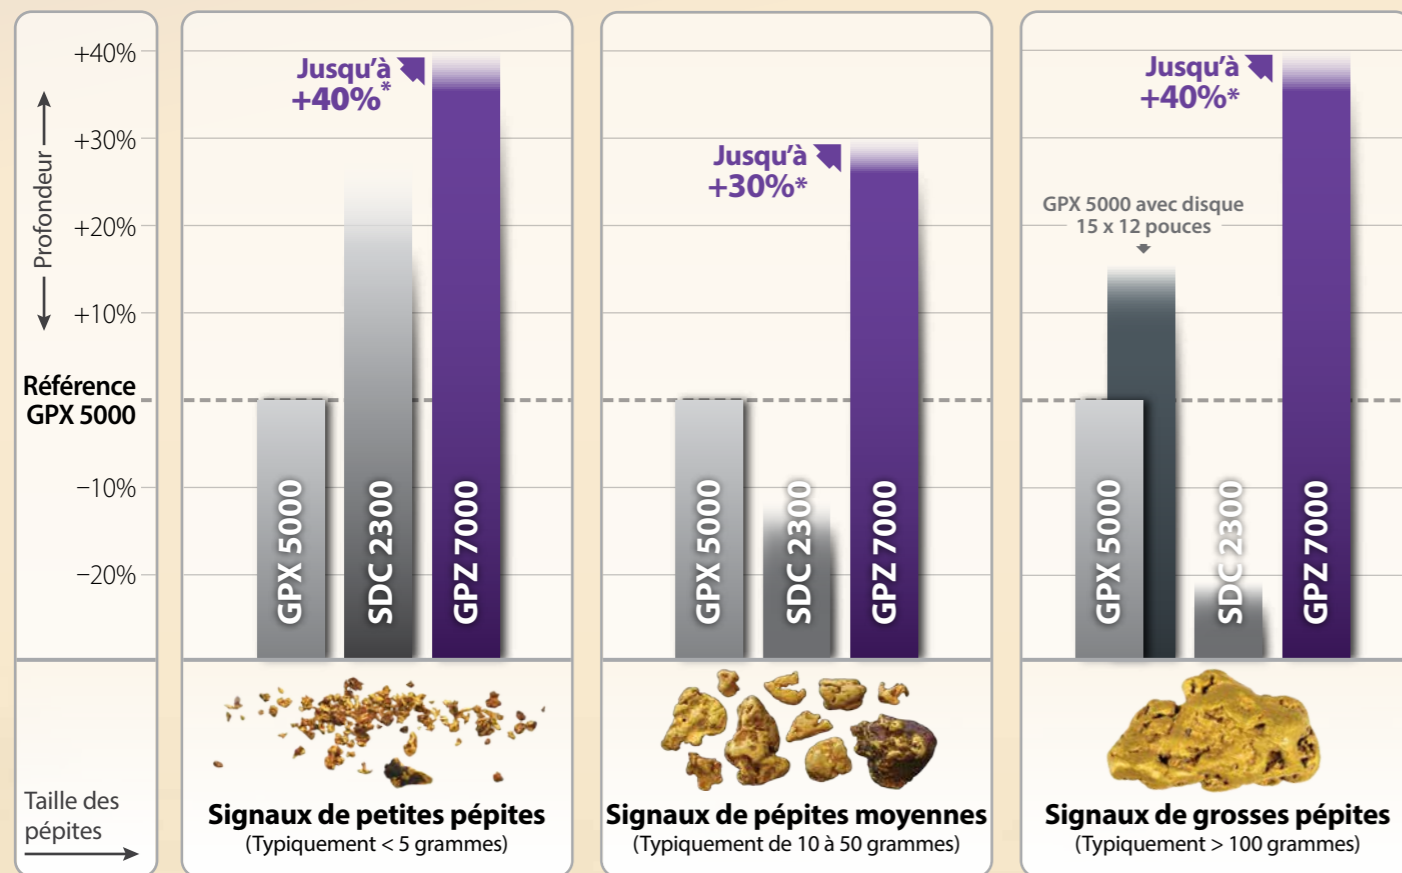 +40%
+30%
+20%
+10%
Profondeur
Référence
GPX 5000
−10%
−20%
Taille des
pépites
Jusqu’à
+40%*
GPX 5000
SDC 2300
GPZ 7000
Signaux de petites pépites
(Typiquement < 5 grammes)
Jusqu’à
+30%*
GPX 5000
SDC 2300
GPZ 7000
Signaux de pépites moyennes
(Typiquement de 10 à 50 grammes)
Jusqu’à
+40%*
GPX 5000 avec disque
15 x 12 pouces
GPX 5000
SDC 2300
GPZ 7000
Signaux de grosses pépites
(Typiquement > 100 grammes)